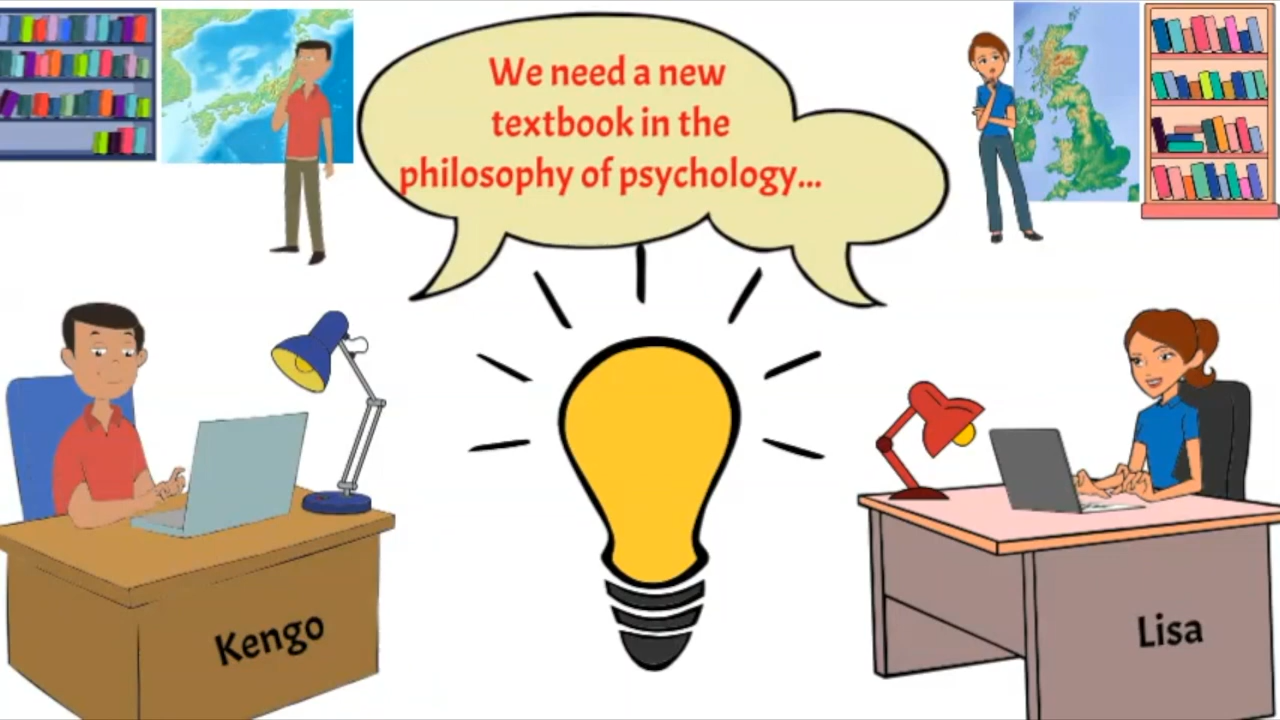 We need a new
textbook in the
philosophy of psychology...
Kengo
Lisa